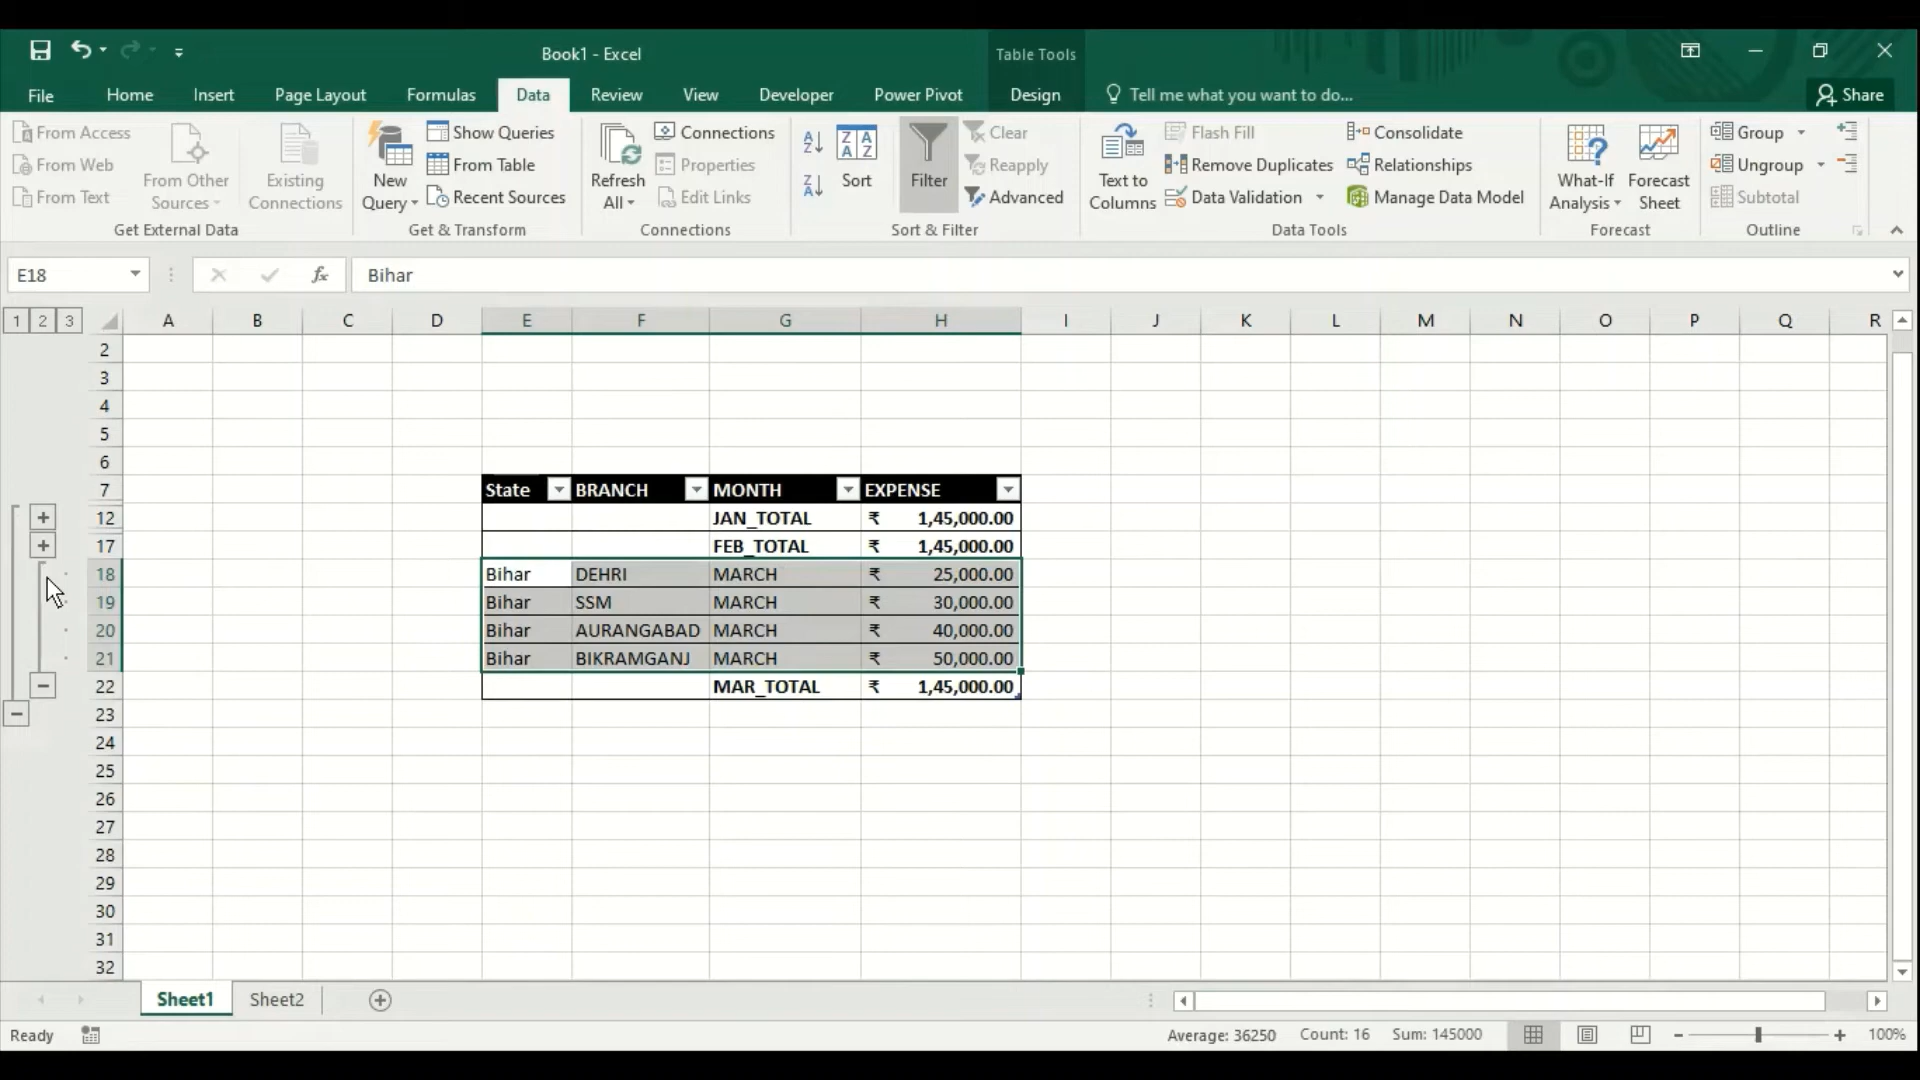 Book1 - Excel
Table Tools
File Home Insert Page Layout Formulas Data Review View Developer Power Pivot Design Tell me what you want to do... Share
From Access
From Web
From Text
From Other Sources
Existing Connections
Get External Data
New Query
Show Queries
From Table
Recent Sources
Get & Transform
Refresh All
Connections
Properties
Edit Links
Connections
Sort
Filter
Clear
Reapply
Advanced
Sort & Filter
Text to Columns
Flash Fill
Remove Duplicates
Data Validation
Consolidate
Relationships
Manage Data Model
Data Tools
What-If Analysis
Forecast Sheet
Forecast
Group
Ungroup
Subtotal
Outline
E18 fx Bihar
1 2 3 A B C D E F G H I J K L M N O P Q R
2
3
4
5
6
7 State BRANCH MONTH EXPENSE
12 JAN_TOTAL ₹ 1,45,000.00
17 FEB_TOTAL ₹ 1,45,000.00
18 Bihar DEHRI MARCH ₹ 25,000.00
19 Bihar SSM MARCH ₹ 30,000.00
20 Bihar AURANGABAD MARCH ₹ 40,000.00
21 Bihar BIKRAMGANJ MARCH ₹ 50,000.00
22 MAR_TOTAL ₹ 1,45,000.00
23
24
25
26
27
28
29
30
31
32
Sheet1 Sheet2
Ready Average: 36250 Count: 16 Sum: 145000 100%